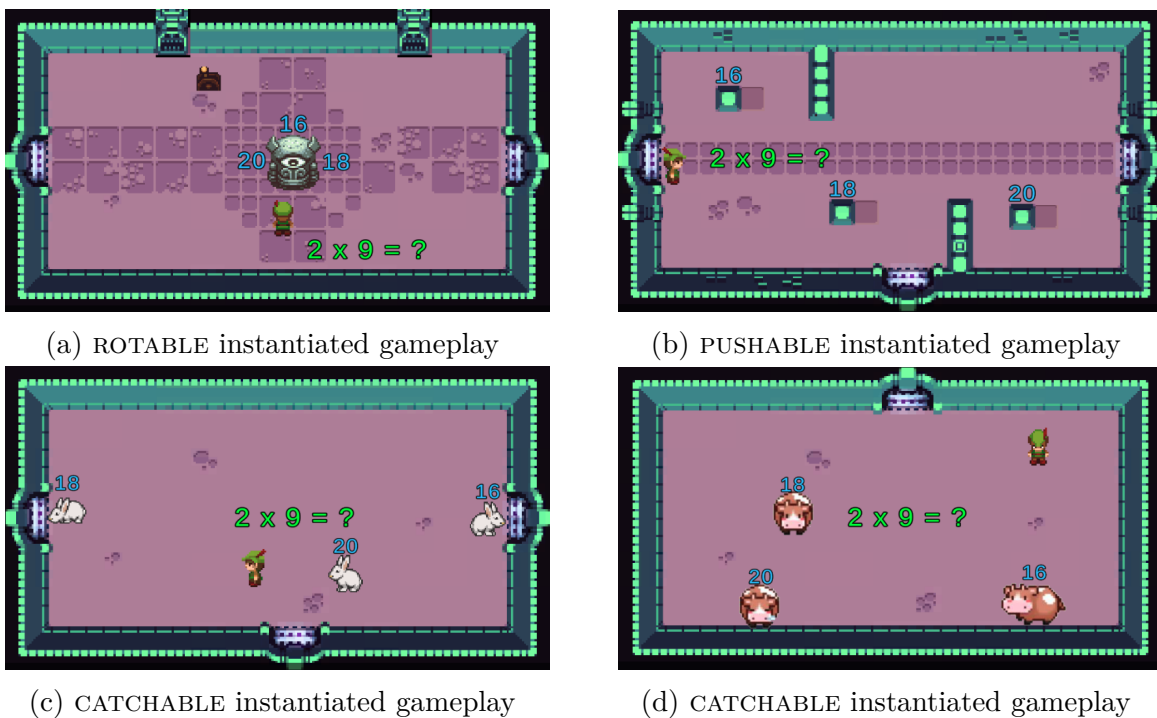 16
20
18
2 x 9 = ?
(a) ROTABLE instantiated gameplay
16
2 x 9 = ?
18
20
(b) PUSHABLE instantiated gameplay
18
16
2 x 9 = ?
20
(c) CATCHABLE instantiated gameplay
18
2 x 9 = ?
20
16
(d) CATCHABLE instantiated gameplay